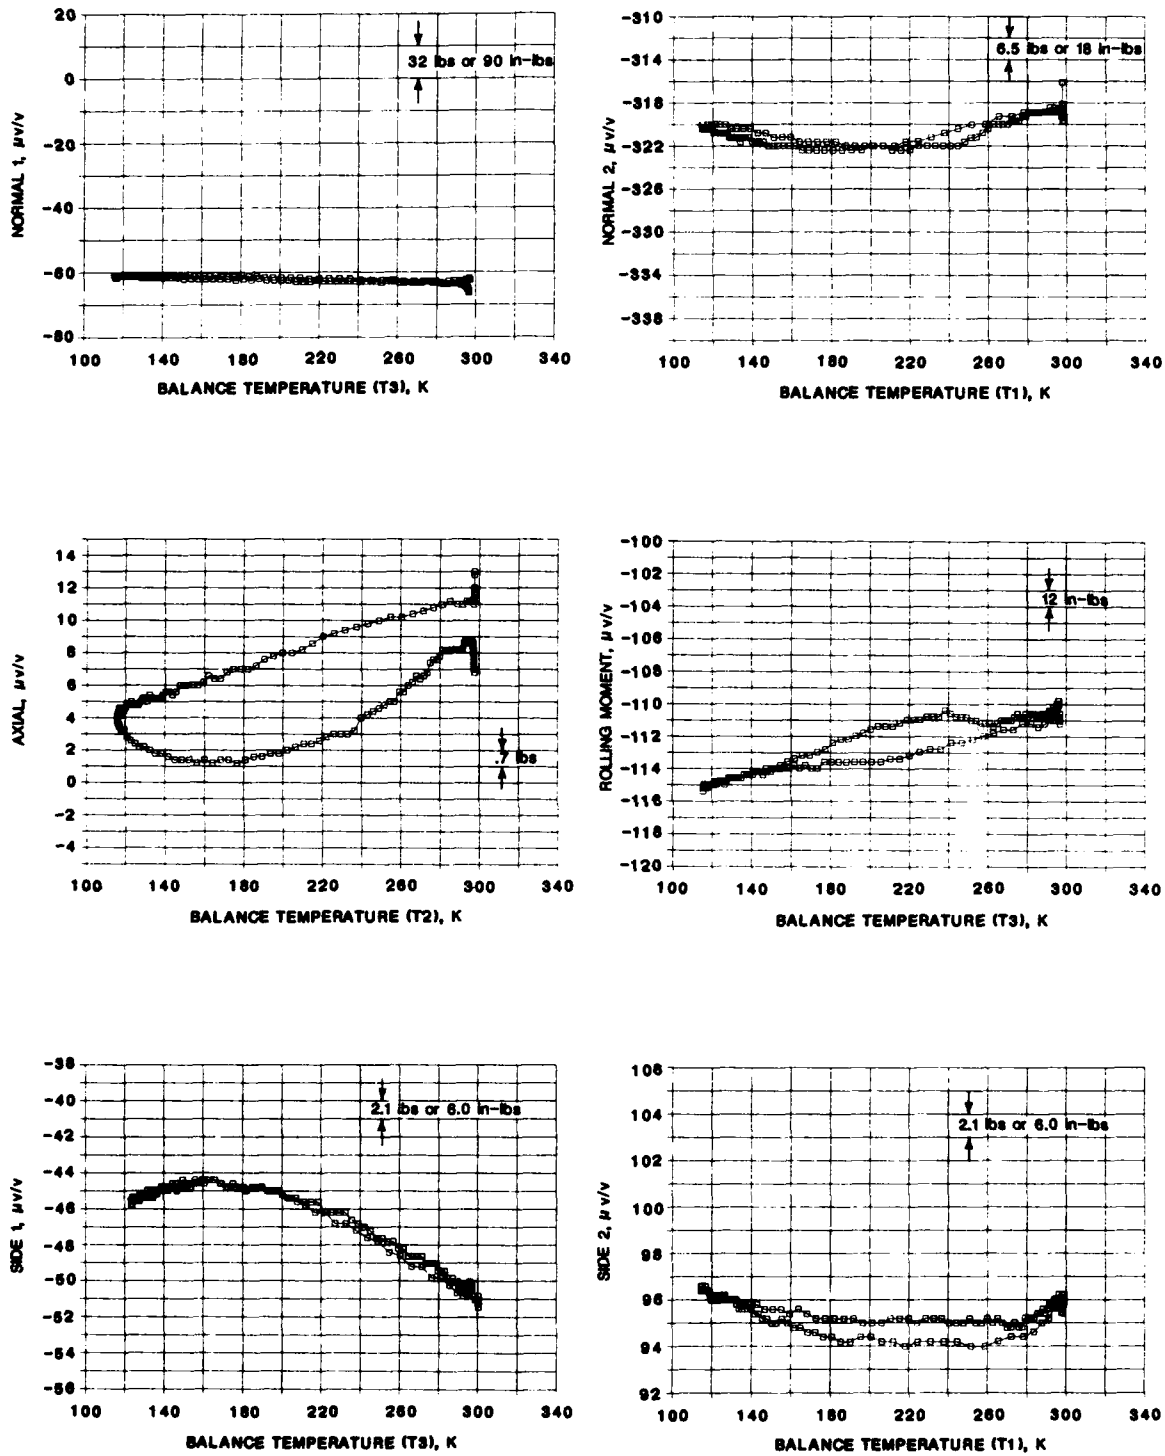 20
0
-20
-40
-60
-80
NORMAL 1, μv/v
32 lbs or 90 in-lbs
100 140 180 220 260 300 340
BALANCE TEMPERATURE (T3), K
-310
-314
-318
-322
-326
-330
-334
-338
NORMAL 2, μv/v
6.5 lbs or 18 in-lbs
100 140 180 220 260 300 340
BALANCE TEMPERATURE (T1), K
14
12
10
8
6
4
2
0
-2
-4
AXIAL, μv/v
.7 lbs
100 140 180 220 260 300 340
BALANCE TEMPERATURE (T2), K
-100
-102
-104
-106
-108
-110
-112
-114
-116
-118
-120
ROLLING MOMENT, μv/v
12 in-lbs
100 140 180 220 260 300 340
BALANCE TEMPERATURE (T3), K
-38
-40
-42
-44
-46
-48
-50
-52
-54
-56
SIDE 1, μv/v
2.1 lbs or 6.0 in-lbs
100 140 180 220 260 300 340
BALANCE TEMPERATURE (T3), K
106
104
102
100
98
96
94
92
SIDE 2, μv/v
2.1 lbs or 6.0 in-lbs
100 140 180 220 260 300 340
BALANCE TEMPERATURE (T1), K